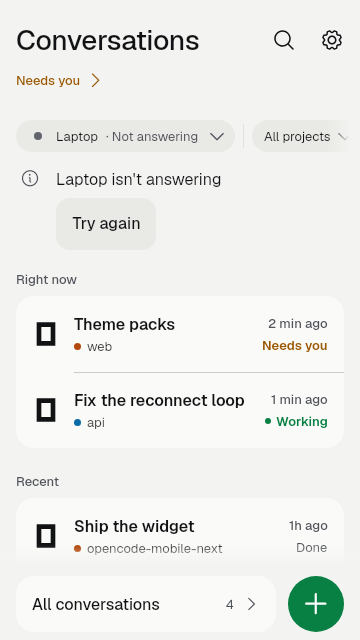 Conversations
Needs you
Laptop · Not answering
All projects
Laptop isn't answering
Try again
Right now
Theme packs
2 min ago
web
Needs you
Fix the reconnect loop
1 min ago
api
Working
Recent
Ship the widget
1h ago
opencode-mobile-next
Done
All conversations
4